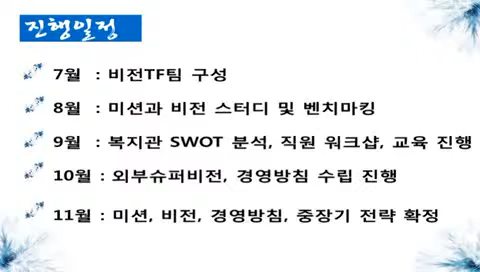 진행일정
7월 : 비전TF팀 구성
8월 : 미션과 비전 스터디 및 벤치마킹
9월 : 복지관 SWOT 분석, 직원 워크샵, 교육 진행
10월 : 외부슈퍼비전, 경영방침 수립 진행
11월 : 미션, 비전, 경영방침, 중장기 전략 확정